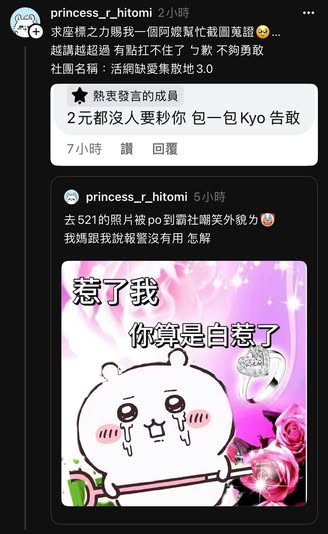 princess_r_hitomi 2小時
求座標之力賜我一個阿嬤幫忙截圖蒐證🥹...
越講越超過 有點扛不住了 ㄅ歉 不夠勇敢
社團名稱：活網缺愛集散地3.0
熱衷發言的成員
2元都沒人要耖你 包一包Kyo 告敢
7小時 讚 回覆
princess_r_hitomi 5小時
去521的照片被po到霸社嘲笑外貌ㄌ🤡
我媽跟我說報警沒有用 怎解
惹了我
你算是白惹了